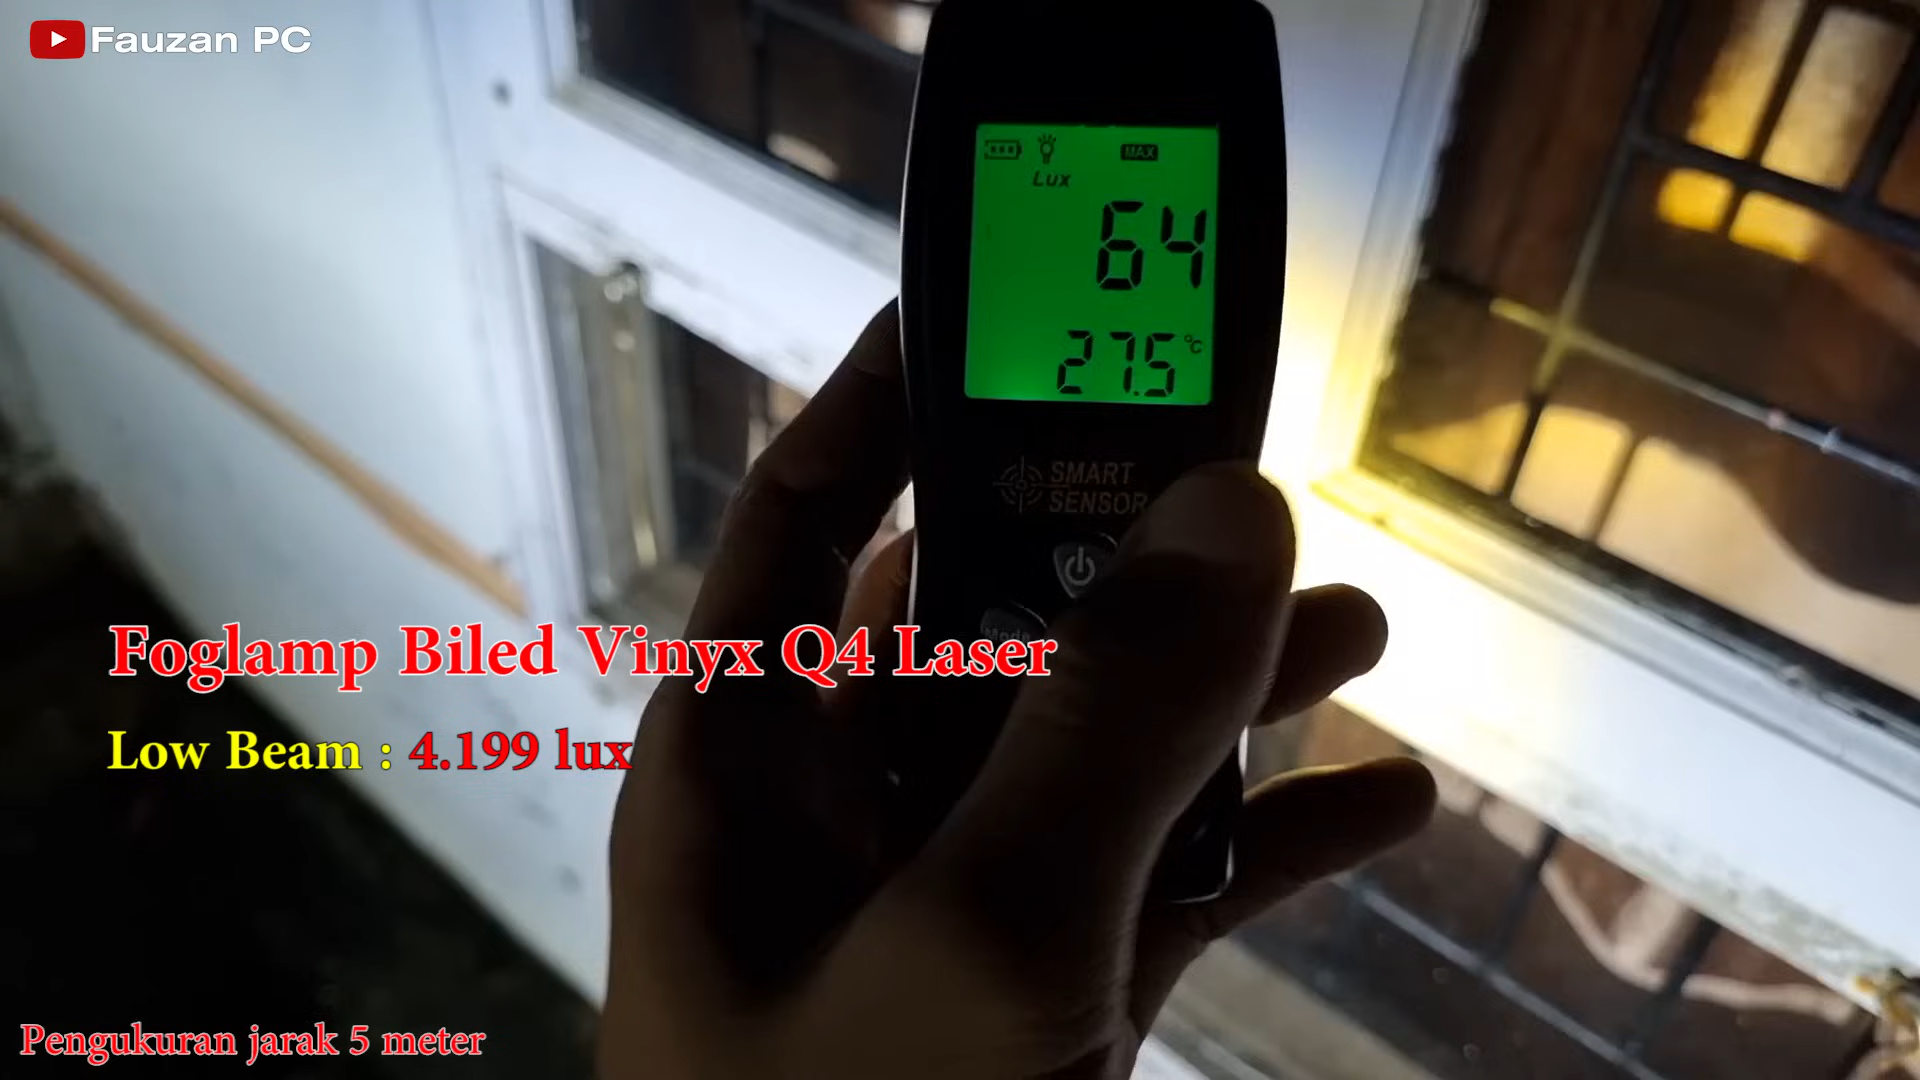 Fauzan PC
MAX
Lux
64
27.5 °C
SMART
SENSOR
Mode
Foglamp Biled Vinyx Q4 Laser
Low Beam : 4.199 lux
Pengukuran jarak 5 meter